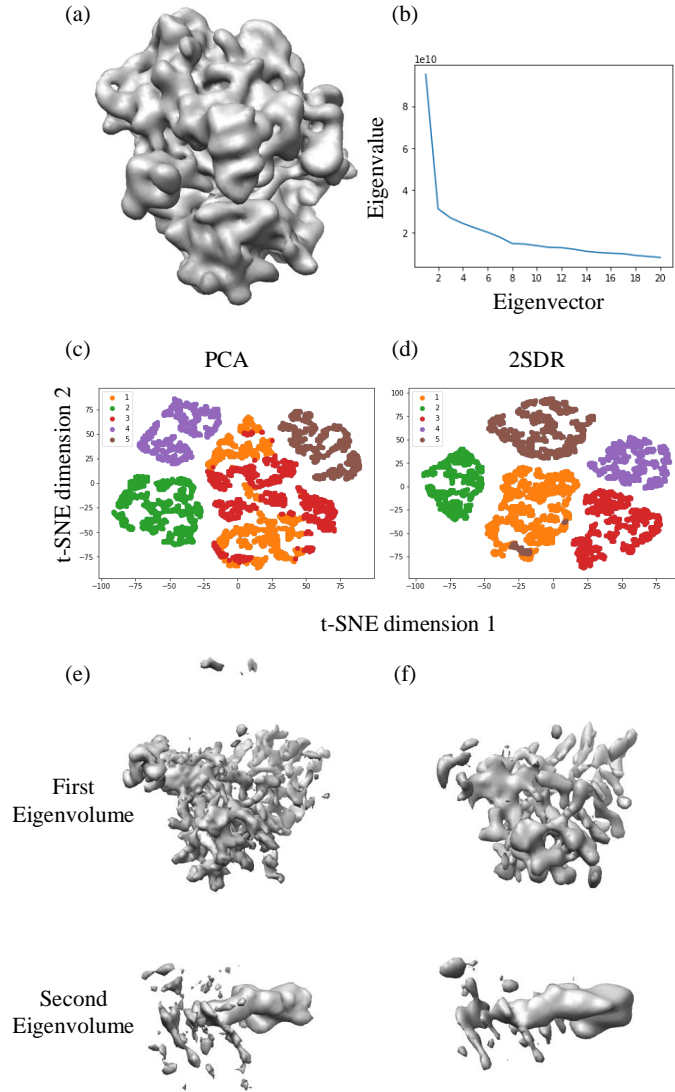 (a)
(b)
1e10
8
6
4
2
Eigenvalue
2 4 6 8 10 12 14 16 18 20
Eigenvector
(c)
PCA
(d)
2SDR
t-SNE dimension 2
1
2
3
4
5
75
50
25
0
−25
−50
−75
−100 −75 −50 −25 0 25 50 75
1
2
3
4
5
100
75
50
25
0
−25
−50
−75
−100 −75 −50 −25 0 25 50 75
t-SNE dimension 1
(e)
(f)
First
Eigenvolume
Second
Eigenvolume